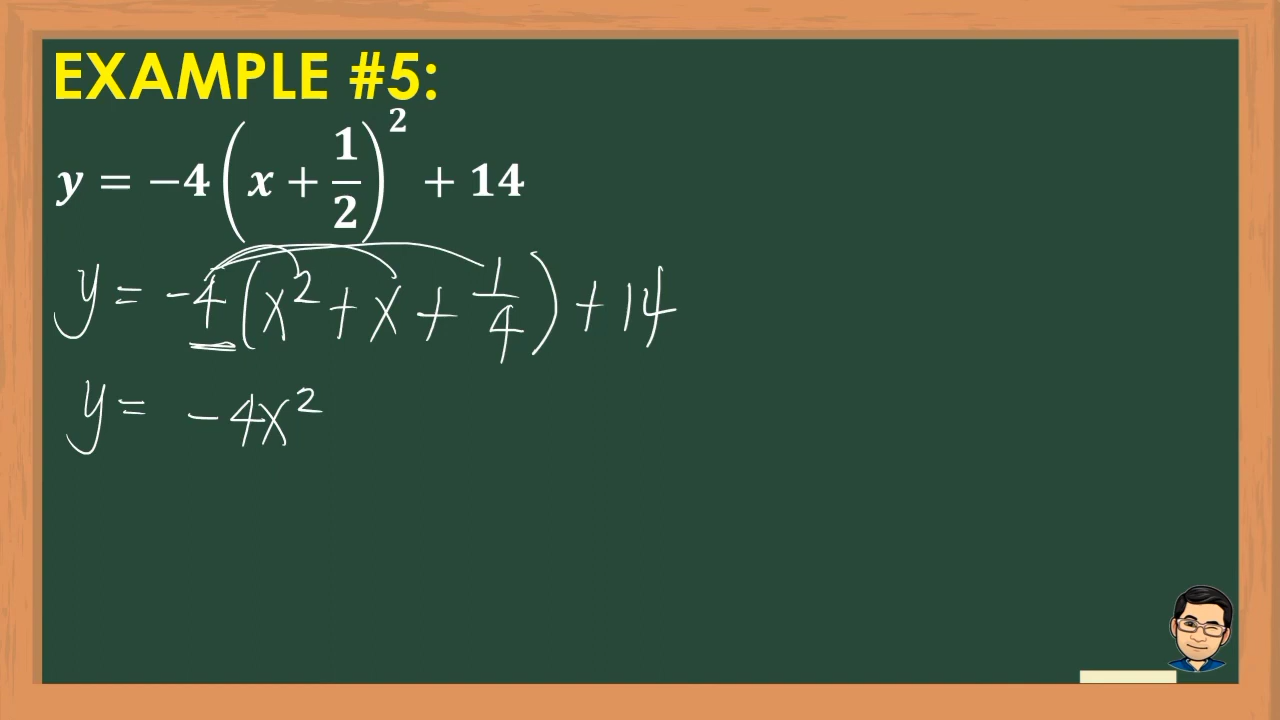 EXAMPLE #5:
y = −4(x + 1/2)² + 14
y = -4(x² + x + 1/4) + 14
y = -4x²